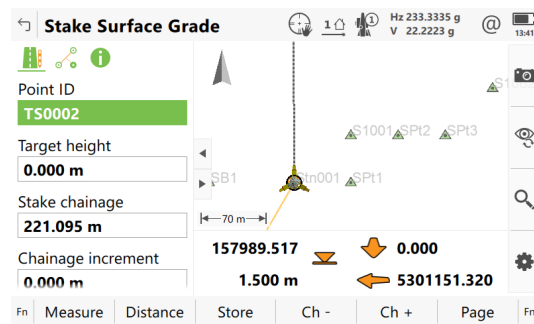 Stake Surface Grade
1
1
Hz 233.3335 g
V 22.2223 g
@
13:41
Point ID
TS0002
Target height
0.000 m
Stake chainage
221.095 m
Chainage increment
0.000 m
S1001
SPt2
SPt3
SB1
Stn001
SPt1
70 m
157989.517
0.000
1.500 m
5301151.320
Fn
Measure
Distance
Store
Ch -
Ch +
Page
Fn